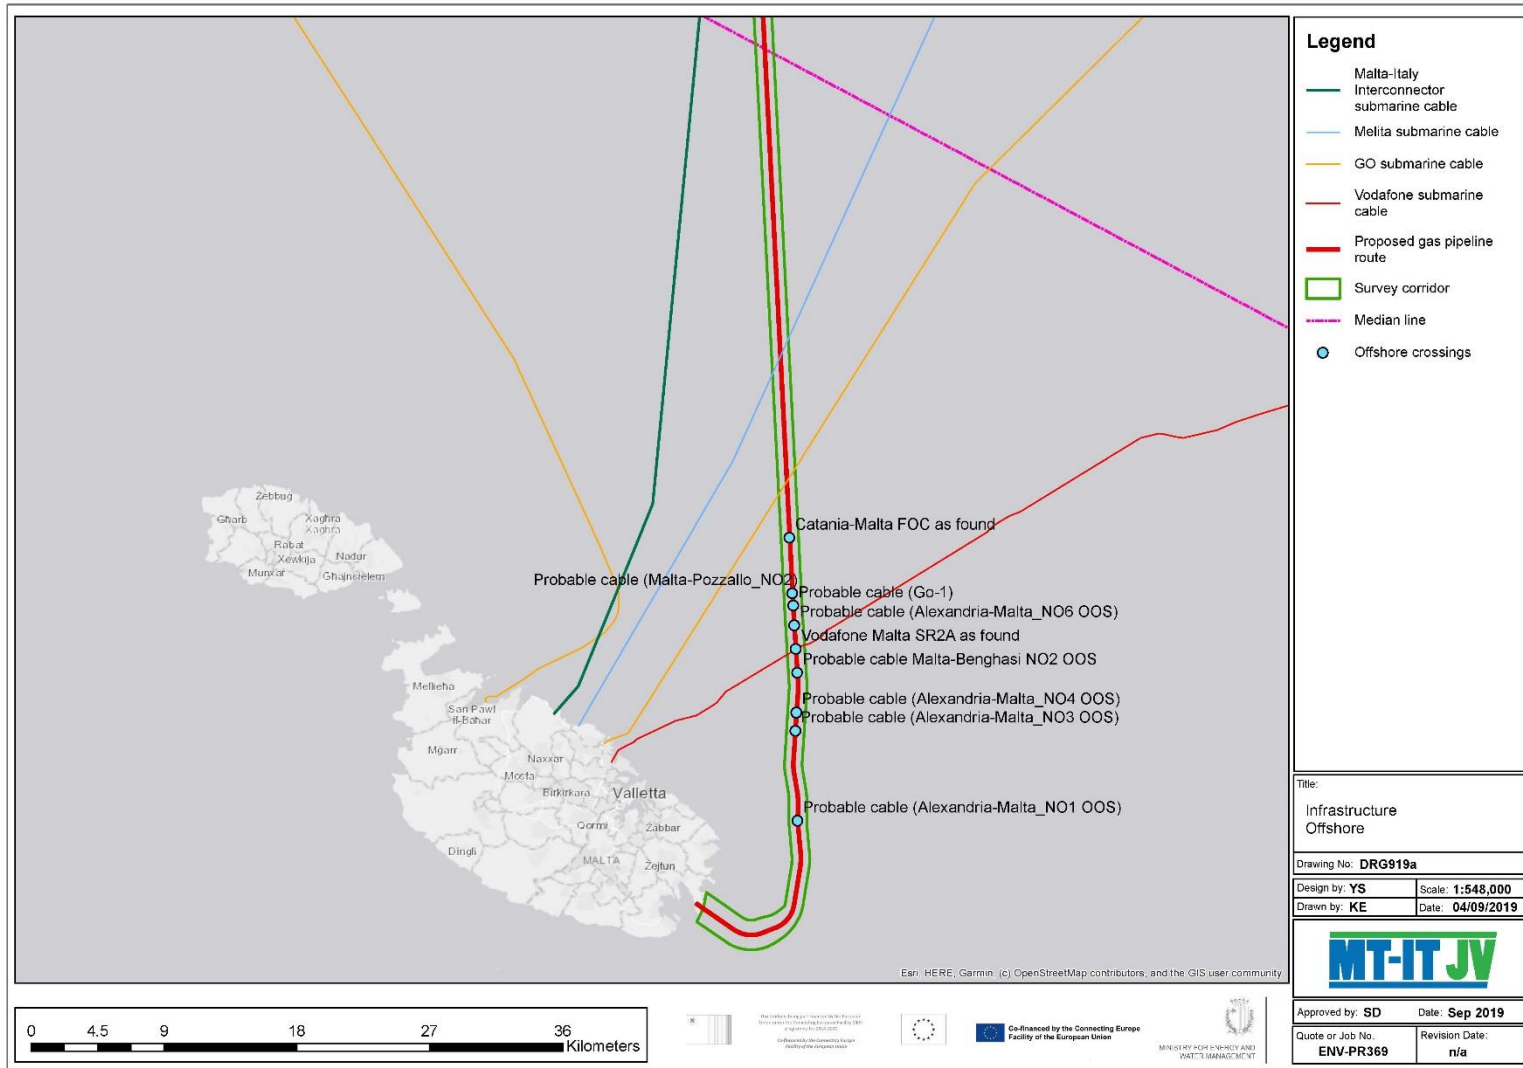 Legend
Malta-Italy
Interconnector
submarine cable
Melita submarine cable
GO submarine cable
Vodafone submarine
cable
Proposed gas pipeline
route
Survey corridor
Median line
Offshore crossings
Catania-Malta FOC as found
Probable cable (Malta-Pozzallo_NO2)
Probable cable (Go-1)
Probable cable (Alexandria-Malta_NO6 OOS)
Vodafone Malta SR2A as found
Probable cable Malta-Benghasi NO2 OOS
Probable cable (Alexandria-Malta_NO4 OOS)
Probable cable (Alexandria-Malta_NO3 OOS)
Probable cable (Alexandria-Malta_NO1 OOS)
Żebbuġ
Għarb
Xagħra
Xaghra
Rabat
Xewkija
Nadur
Munxar
Għajnsielem
Mellieħa
San Pawl
il-Baħar
Mġarr
Naxxar
Mosta
Birkirkara
Valletta
Qormi
Żabbar
Dingli
MALTA
Żejtun
Esri, HERE, Garmin, (c) OpenStreetMap contributors, and the GIS user community
Title:
Infrastructure
Offshore
Drawing No: DRG919a
Design by: YS
Scale: 1:548,000
Drawn by: KE
Date: 04/09/2019
MT-IT JV
Approved by: SD
Date: Sep 2019
Quote or Job No.
ENV-PR369
Revision Date:
n/a
0 4.5 9 18 27 36
Kilometers
Co-financed by the Connecting Europe
Facility of the European Union
MINISTRY FOR ENERGY AND
WATER MANAGEMENT